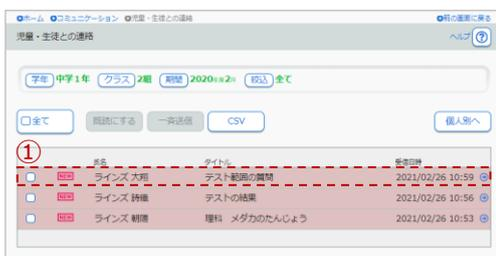 ホーム コミュニケーション 児童・生徒との連絡 前の画面に戻る
児童・生徒との連絡 ヘルプ ?
学年 中学1年 クラス 2組 期間 2020年度2月 絞込 全て
全て 既読にする 一斉送信 CSV 個人別へ
①
氏名 タイトル 受信日時
NEW ラインズ 大翔 テスト範囲の質問 2021/02/26 10:59
NEW ラインズ 詩織 テストの結果 2021/02/26 10:56
NEW ラインズ 朝陽 理科 メダカのたんじょう 2021/02/26 10:53